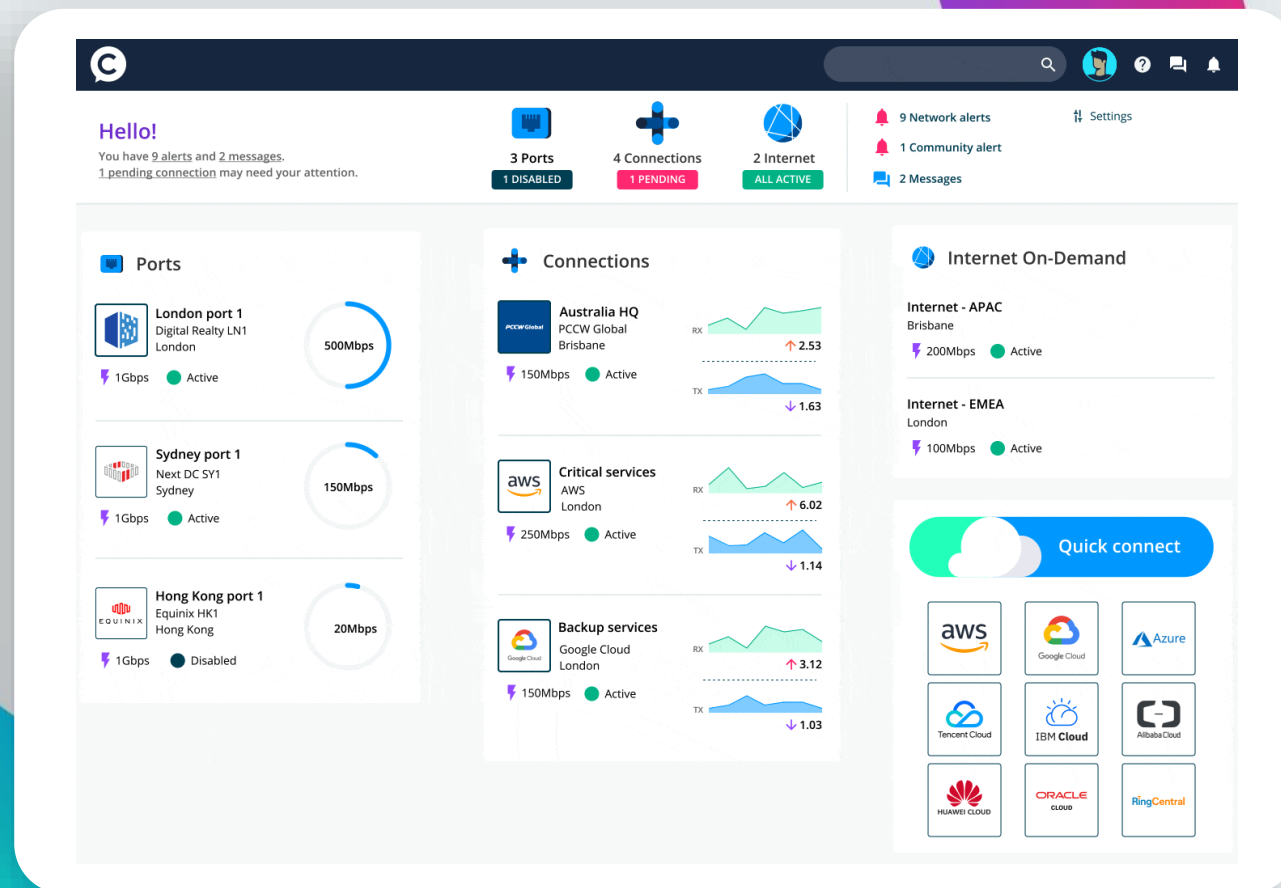 C
Hello!
You have 9 alerts and 2 messages.
1 pending connection may need your attention.
3 Ports
1 DISABLED
4 Connections
1 PENDING
2 Internet
ALL ACTIVE
9 Network alerts
1 Community alert
2 Messages
Settings
Ports
London port 1
Digital Realty LN1
London
1Gbps
Active
500Mbps
Sydney port 1
Next DC SY1
Sydney
1Gbps
Active
150Mbps
EQUINIX
Hong Kong port 1
Equinix HK1
Hong Kong
1Gbps
Disabled
20Mbps
Connections
PCCW Global
Australia HQ
PCCW Global
Brisbane
150Mbps
Active
RX
2.53
TX
1.63
aws
Critical services
AWS
London
250Mbps
Active
RX
6.02
TX
1.14
Google Cloud
Backup services
Google Cloud
London
150Mbps
Active
RX
3.12
TX
1.03
Internet On-Demand
Internet - APAC
Brisbane
200Mbps
Active
Internet - EMEA
London
100Mbps
Active
Quick connect
aws
Google Cloud
Azure
Tencent Cloud
IBM Cloud
Alibaba Cloud
HUAWEI CLOUD
ORACLE
CLOUD
RingCentral